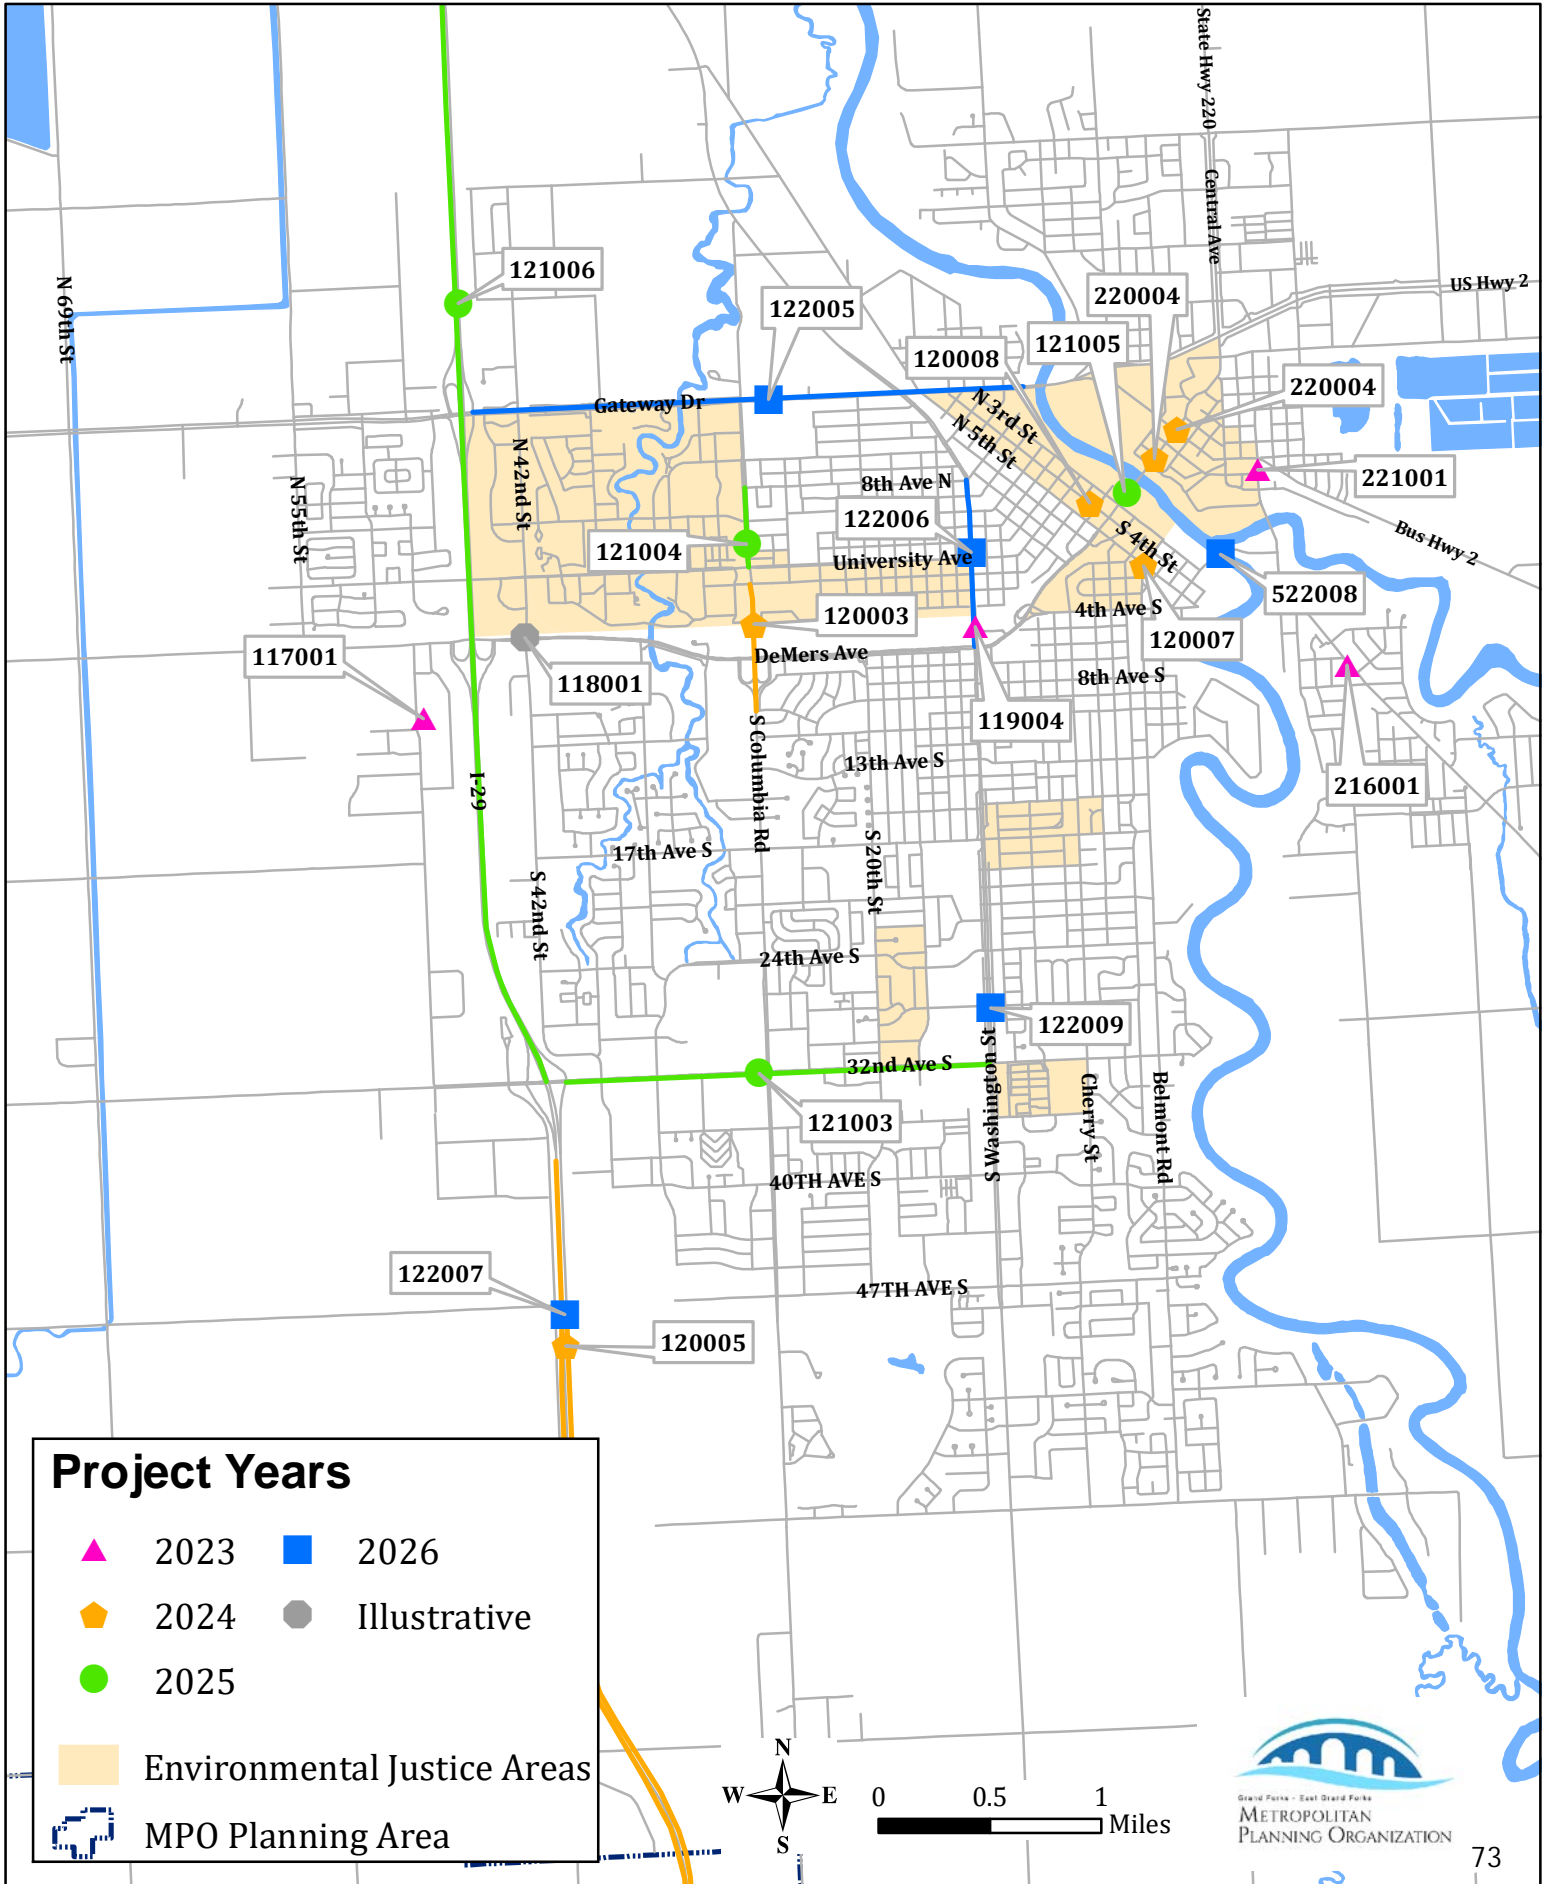 State Hwy 220
Central Ave
US Hwy 2
N 69th St
121006
122005
220004
121005
120008
220004
Gateway Dr
N 3rd St
N 5th St
N 42nd St
N 55th St
8th Ave N
221001
122006
Bus Hwy 2
121004
University Ave
S 4th St
522008
120003
4th Ave S
120007
117001
DeMers Ave
8th Ave S
118001
119004
S Columbia Rd
13th Ave S
I-29
216001
17th Ave S
S 20th St
S 42nd St
24th Ave S
122009
32nd Ave S
S Washington St
Cherry St
Belmont Rd
121003
40TH AVE S
122007
47TH AVE S
120005
Project Years
2023
2026
2024
Illustrative
2025
Environmental Justice Areas
MPO Planning Area
N
W
E
S
0 0.5 1
Miles
Grand Forks - East Grand Forks
METROPOLITAN
PLANNING ORGANIZATION
73